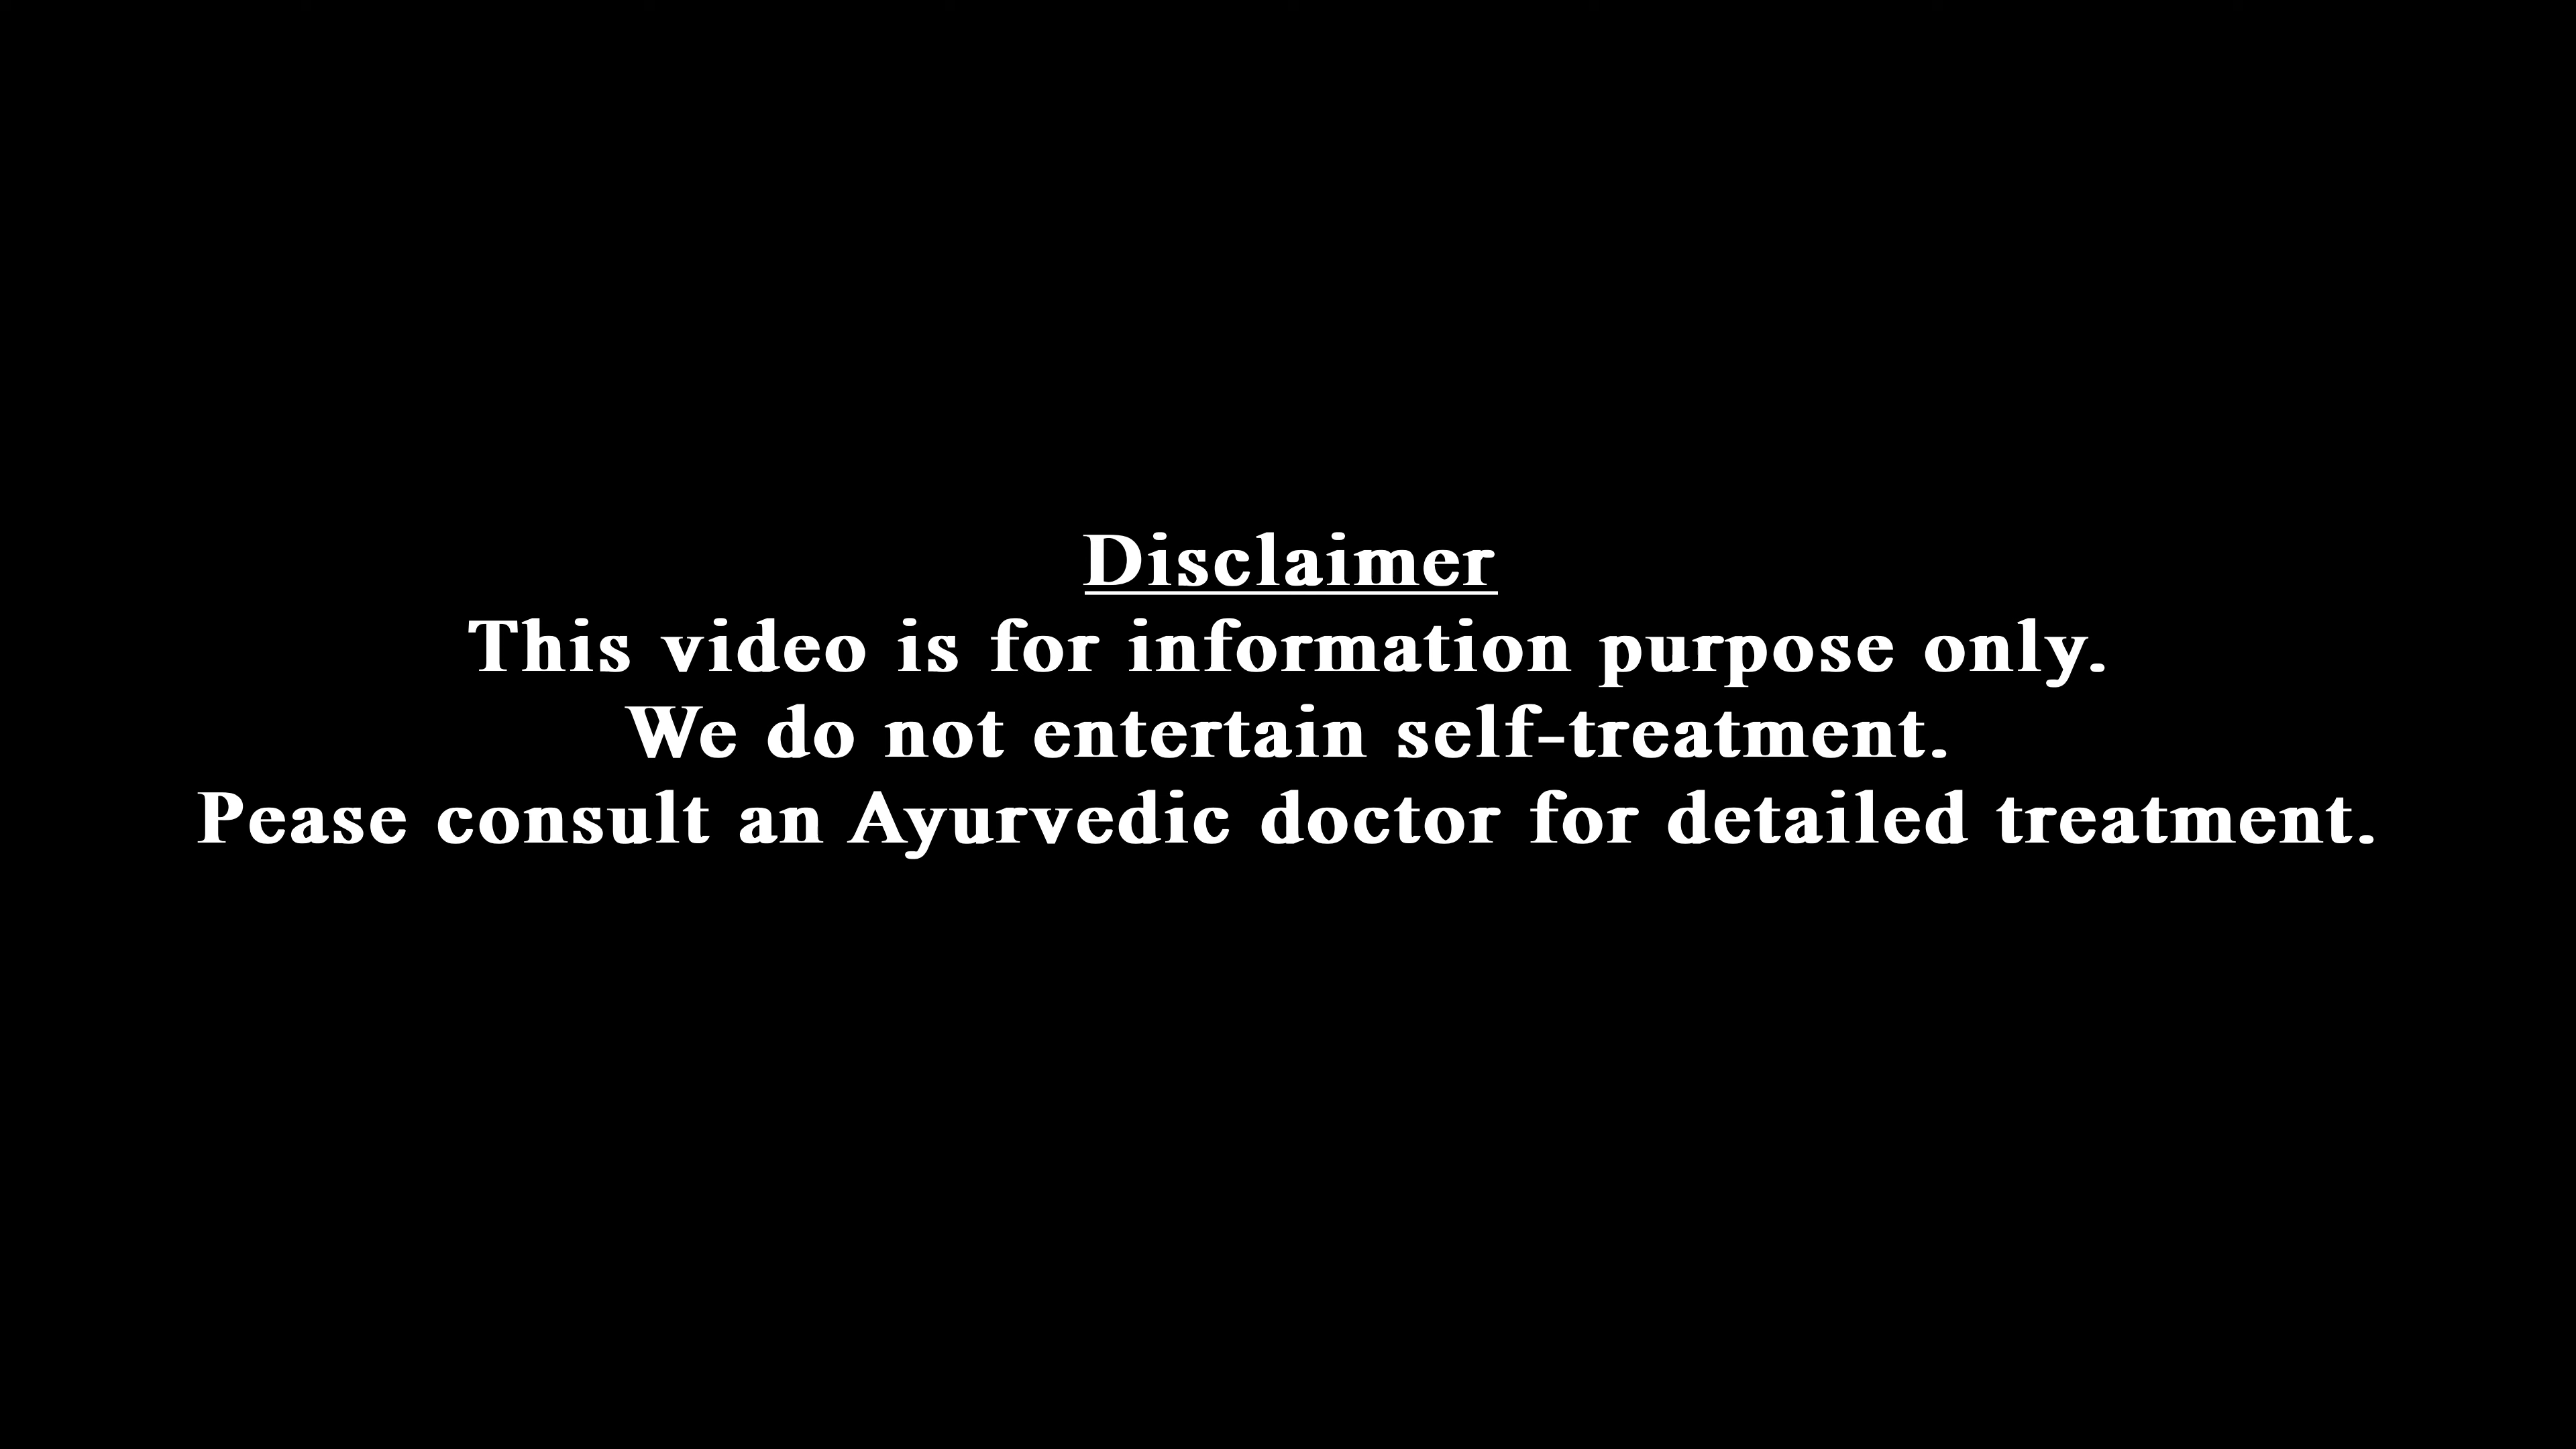 Disclaimer
This video is for information purpose only.
We do not entertain self-treatment.
Pease consult an Ayurvedic doctor for detailed treatment.